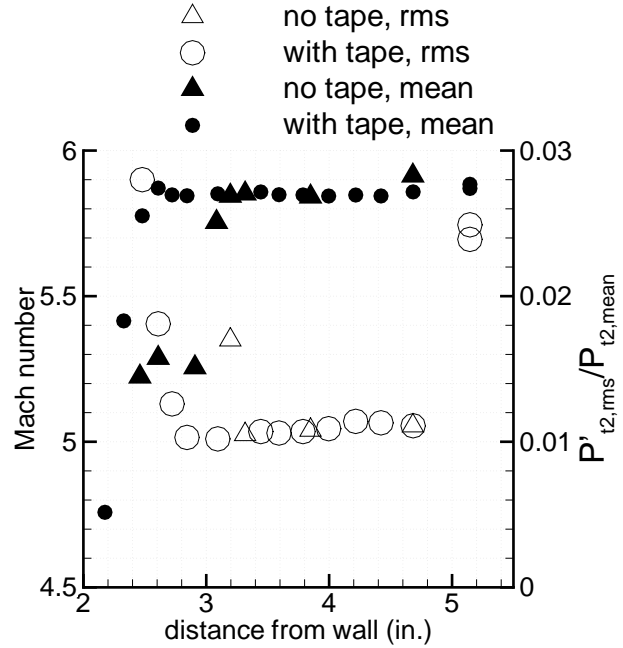 no tape, rms
with tape, rms
no tape, mean
with tape, mean
6
5.5
5
4.5
Mach number
0.03
0.02
0.01
0
P't2,rms/Pt2,mean
2
3
4
5
distance from wall (in.)